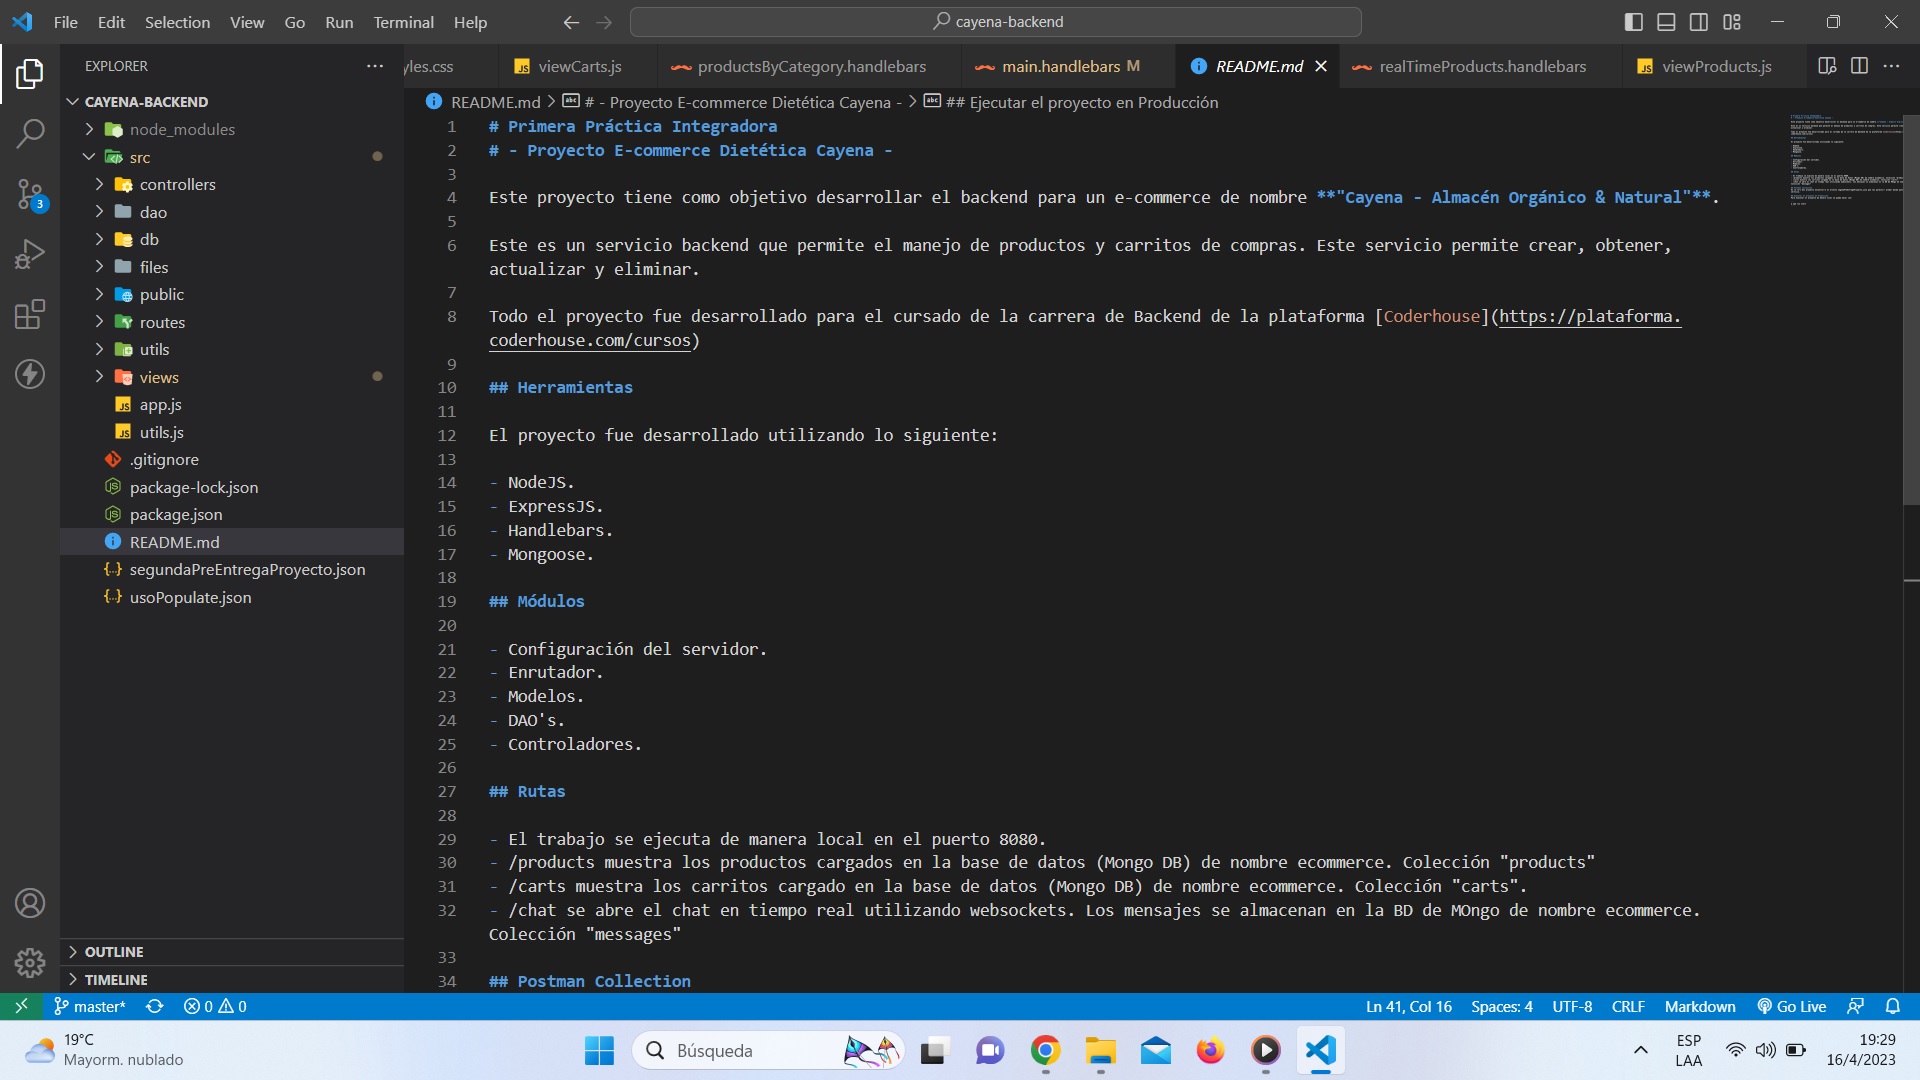 File Edit Selection View Go Run Terminal Help
cayena-backend
EXPLORER
yles.css
viewCarts.js
productsByCategory.handlebars
main.handlebars M
README.md
realTimeProducts.handlebars
viewProducts.js
README.md > # - Proyecto E-commerce Dietética Cayena - > ## Ejecutar el proyecto en Producción
CAYENA-BACKEND
node_modules
src
controllers
dao
db
files
public
routes
utils
views
app.js
utils.js
.gitignore
package-lock.json
package.json
README.md
segundaPreEntregaProyecto.json
usoPopulate.json
OUTLINE
TIMELINE
3
1 # Primera Práctica Integradora
2 # - Proyecto E-commerce Dietética Cayena -
3
4 Este proyecto tiene como objetivo desarrollar el backend para un e-commerce de nombre **"Cayena - Almacén Orgánico & Natural"**.
5
6 Este es un servicio backend que permite el manejo de productos y carritos de compras. Este servicio permite crear, obtener,
actualizar y eliminar.
7
8 Todo el proyecto fue desarrollado para el cursado de la carrera de Backend de la plataforma [Coderhouse](https://plataforma.
coderhouse.com/cursos)
9
10 ## Herramientas
11
12 El proyecto fue desarrollado utilizando lo siguiente:
13
14 - NodeJS.
15 - ExpressJS.
16 - Handlebars.
17 - Mongoose.
18
19 ## Módulos
20
21 - Configuración del servidor.
22 - Enrutador.
23 - Modelos.
24 - DAO's.
25 - Controladores.
26
27 ## Rutas
28
29 - El trabajo se ejecuta de manera local en el puerto 8080.
30 - /products muestra los productos cargados en la base de datos (Mongo DB) de nombre ecommerce. Colección "products"
31 - /carts muestra los carritos cargado en la base de datos (Mongo DB) de nombre ecommerce. Colección "carts".
32 - /chat se abre el chat en tiempo real utilizando websockets. Los mensajes se almacenan en la BD de MOngo de nombre ecommerce.
Colección "messages"
33
34 ## Postman Collection
master* 0 0
Ln 41, Col 16 Spaces: 4 UTF-8 CRLF Markdown Go Live
19°C
Mayorm. nublado
Búsqueda
ESP
LAA
19:29
16/4/2023